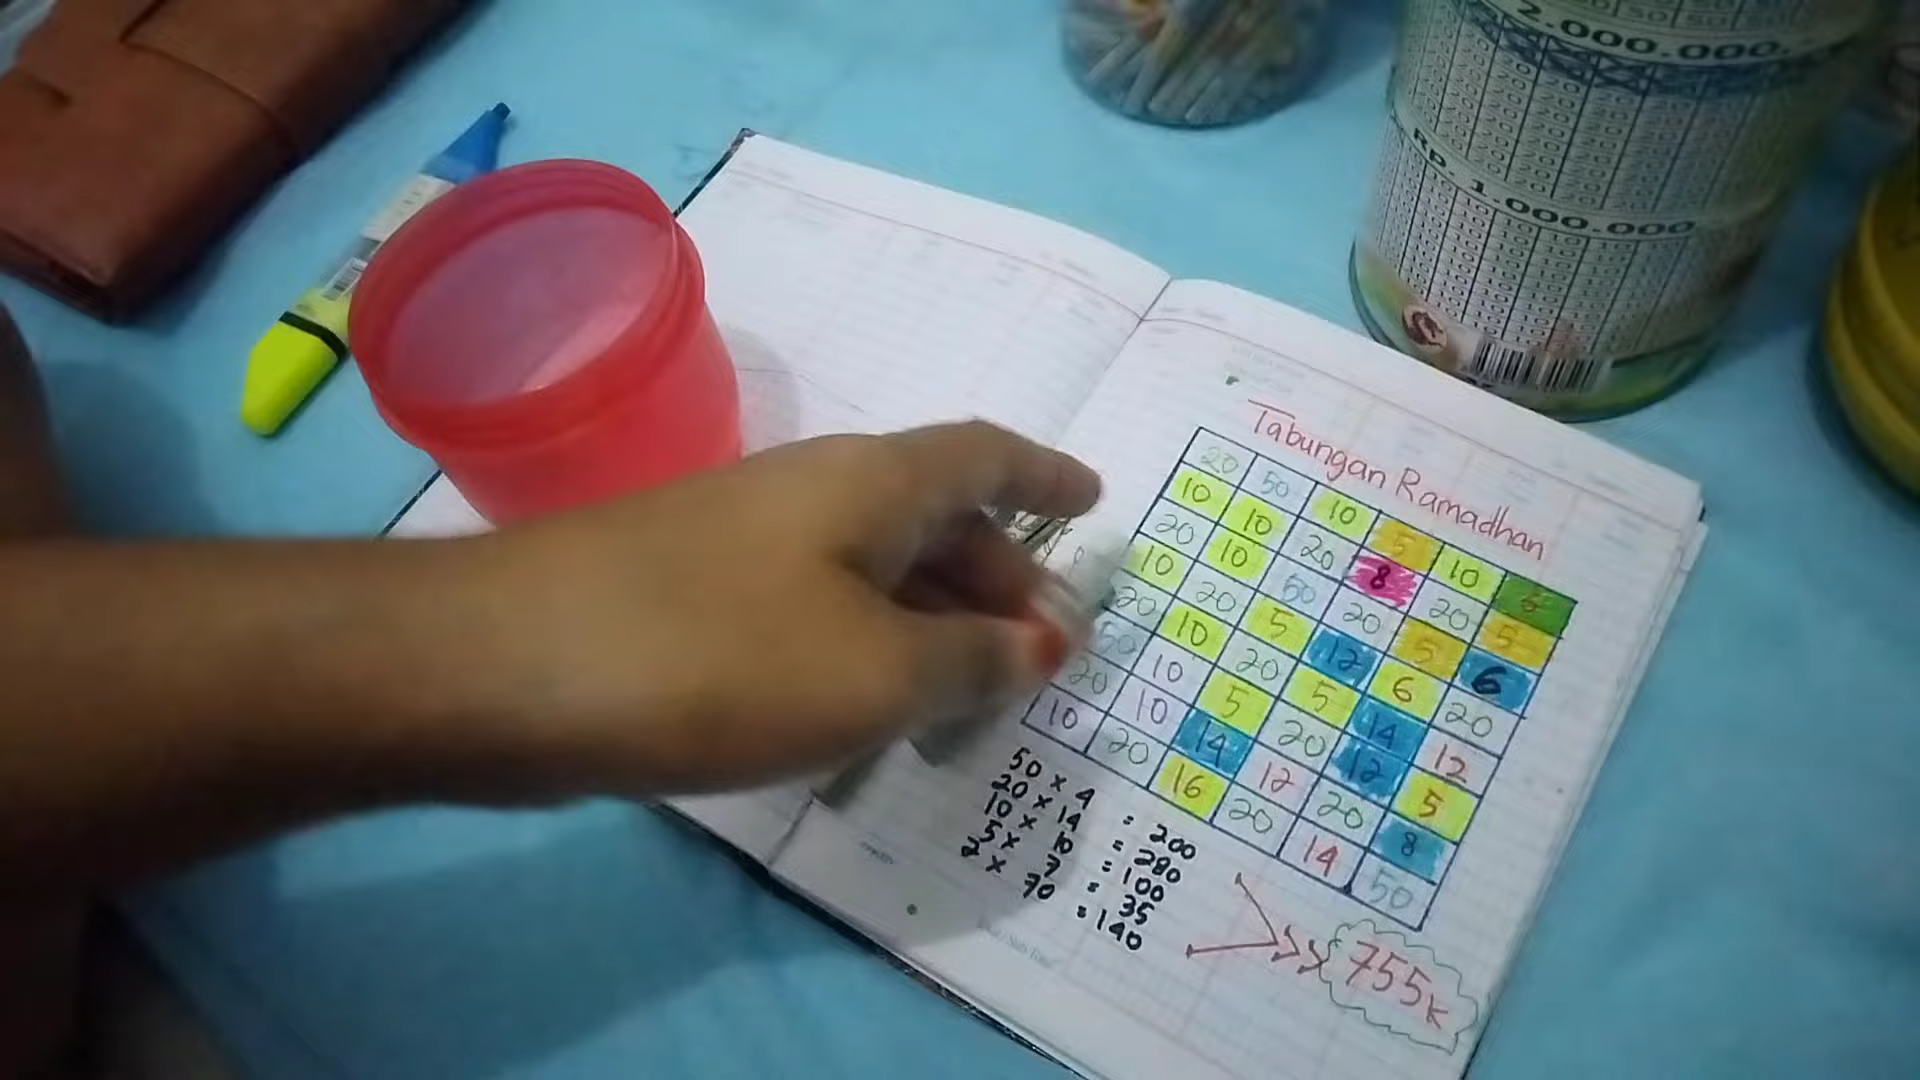 2.000.000.
Rp. 1.000.000
Tabungan Ramadhan
20 50 10 5 10 5
10 10 20 8 20 5
20 10 50 20 5 6
10 20 5 12 6 20
20 10 20 5 14 12
50 10 5 20 12 5
20 10 14 12 20 8
10 20 16 20 14 50
50 x 4 = 200
20 x 14 = 280
10 x 10 = 100
5 x 7 = 35
2 x 70 = 140
755k